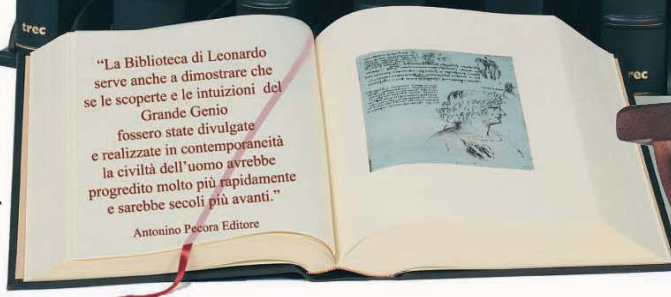 trec
rec
“La Biblioteca di Leonardo
serve anche a dimostrare che
se le scoperte e le intuizioni del
Grande Genio
fossero state divulgate
e realizzate in contemporaneità
la civiltà dell’uomo avrebbe
progredito molto più rapidamente
e sarebbe secoli più avanti.”
Antonino Pecora Editore